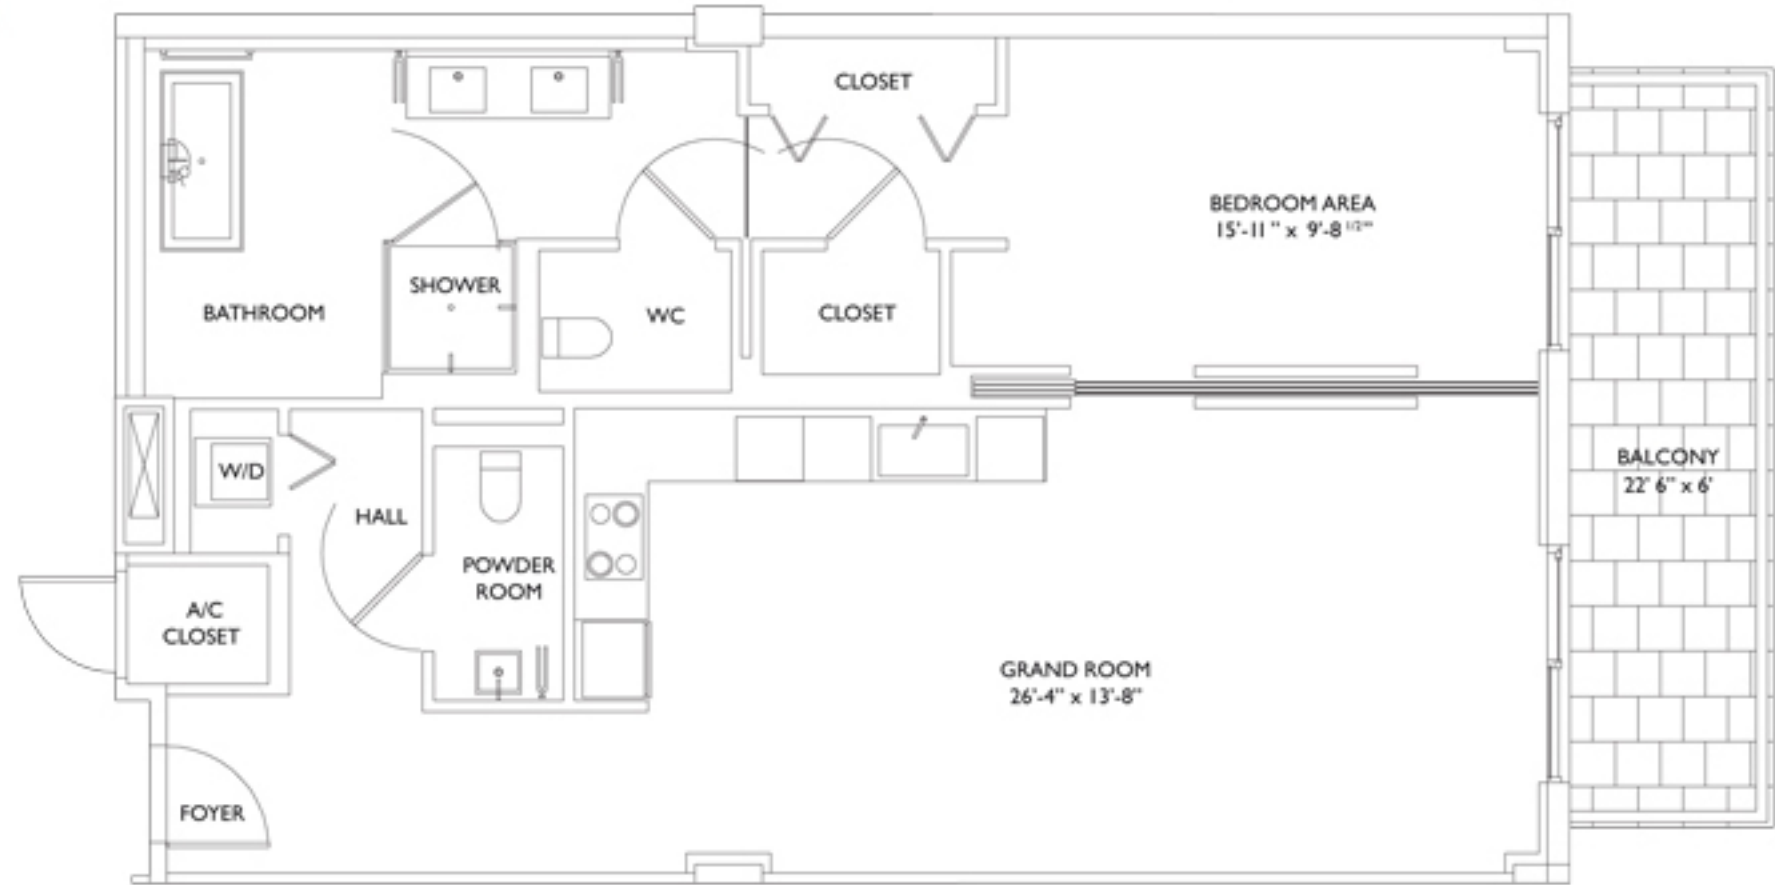 CLOSET
BEDROOM AREA
15'-11" x 9'-8 1/2"
SHOWER
BATHROOM
WC
CLOSET
W/D
HALL
BALCONY
22' 6" x 6'
POWDER
ROOM
A/C
CLOSET
GRAND ROOM
26'-4" x 13'-8"
FOYER